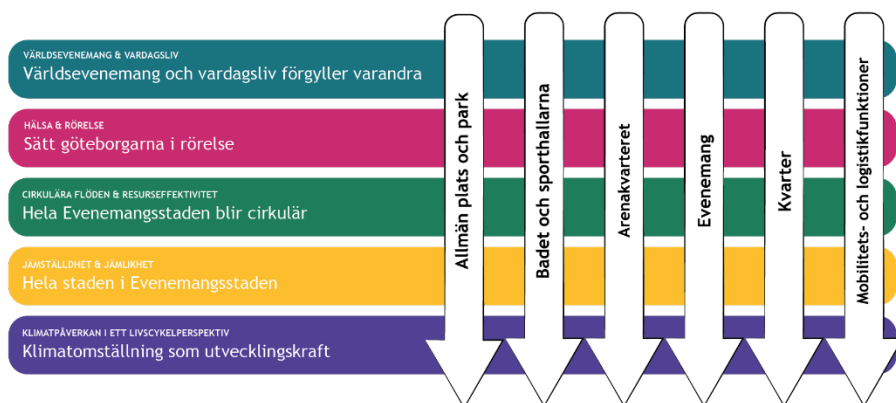 VÄRLDSEVENEMANG & VARDAGSLIV
Världsevenemang och vardagsliv förgyller varandra
HÄLSA & RÖRELSE
Sätt göteborgarna i rörelse
CIRKULÄRA FLÖDEN & RESURSEFFEKTIVITET
Hela Evenemangsstaden blir cirkulär
JÄMSTÄLLDHET & JÄMLIKHET
Hela staden i Evenemangsstaden
KLIMATPÅVERKAN I ETT LIVSCYKELPERSPEKTIV
Klimatomställning som utvecklingskraft
Allmän plats och park
Badet och sporthallarna
Arenakvarteret
Evenemang
Kvarter
Mobilitets- och logistikfunktioner